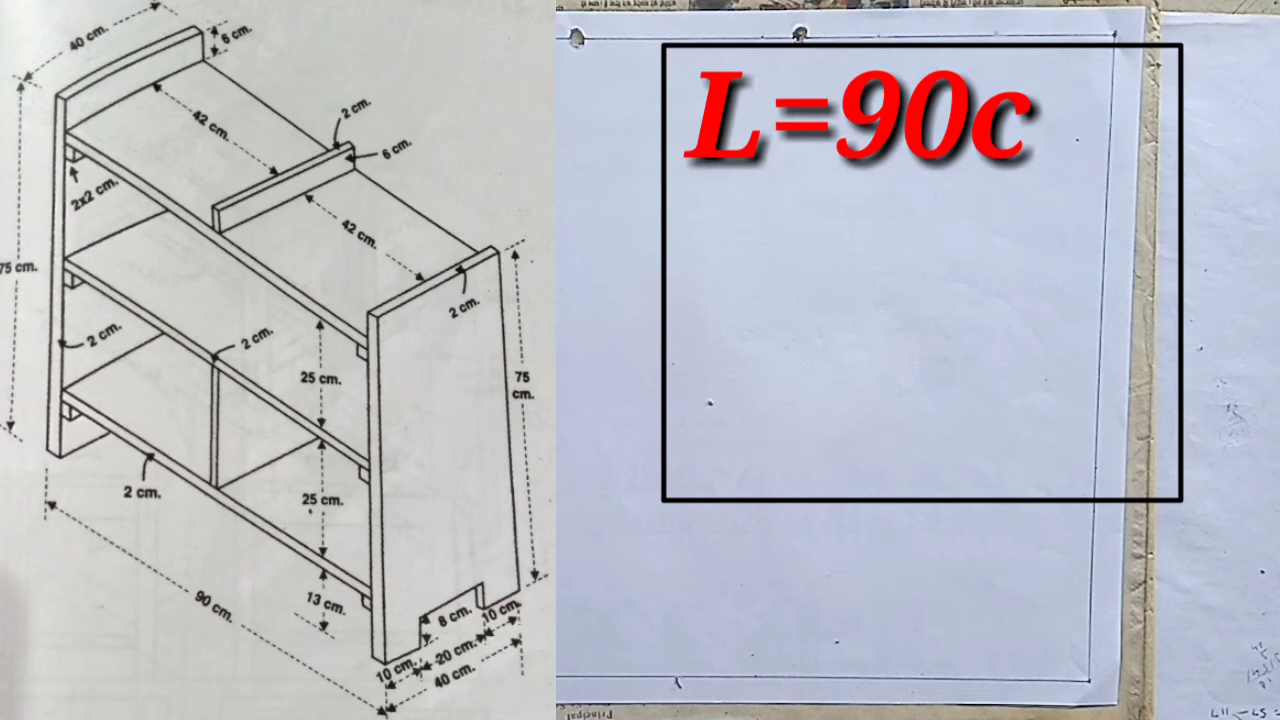 40 cm.
6 cm.
42 cm.
2 cm.
6 cm.
2x2 cm.
42 cm.
75 cm.
2 cm.
2 cm.
2 cm.
25 cm.
75
cm.
2 cm.
25 cm.
90 cm.
13 cm.
8 cm.
10 cm.
20 cm.
10 cm.
40 cm.
L=90c
Principal